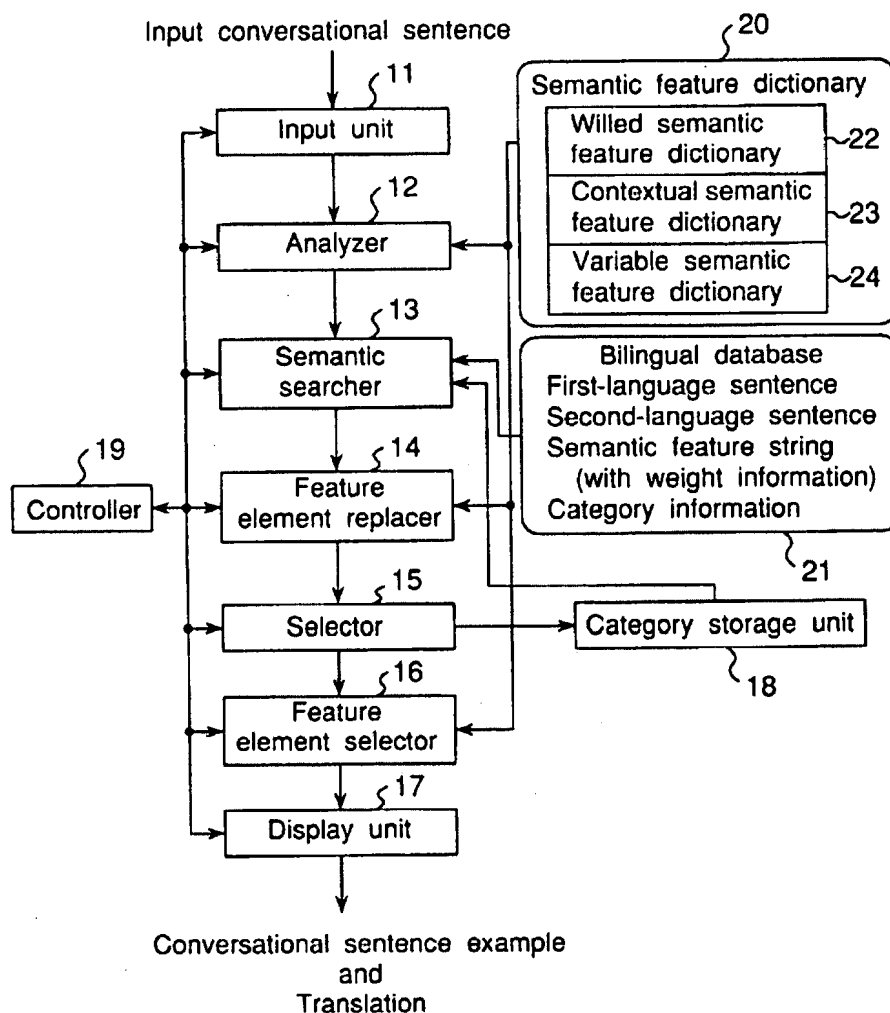 Input conversational sentence
11
Input unit
12
Analyzer
13
Semantic
searcher
19
Controller
14
Feature
element replacer
15
Selector
16
Feature
element selector
17
Display unit
Conversational sentence example
and
Translation
20
Semantic feature dictionary
Willed semantic
feature dictionary
22
Contextual semantic
feature dictionary
23
Variable semantic
feature dictionary
24
Bilingual database
First-language sentence
Second-language sentence
Semantic feature string
(with weight information)
Category information
21
Category storage unit
18